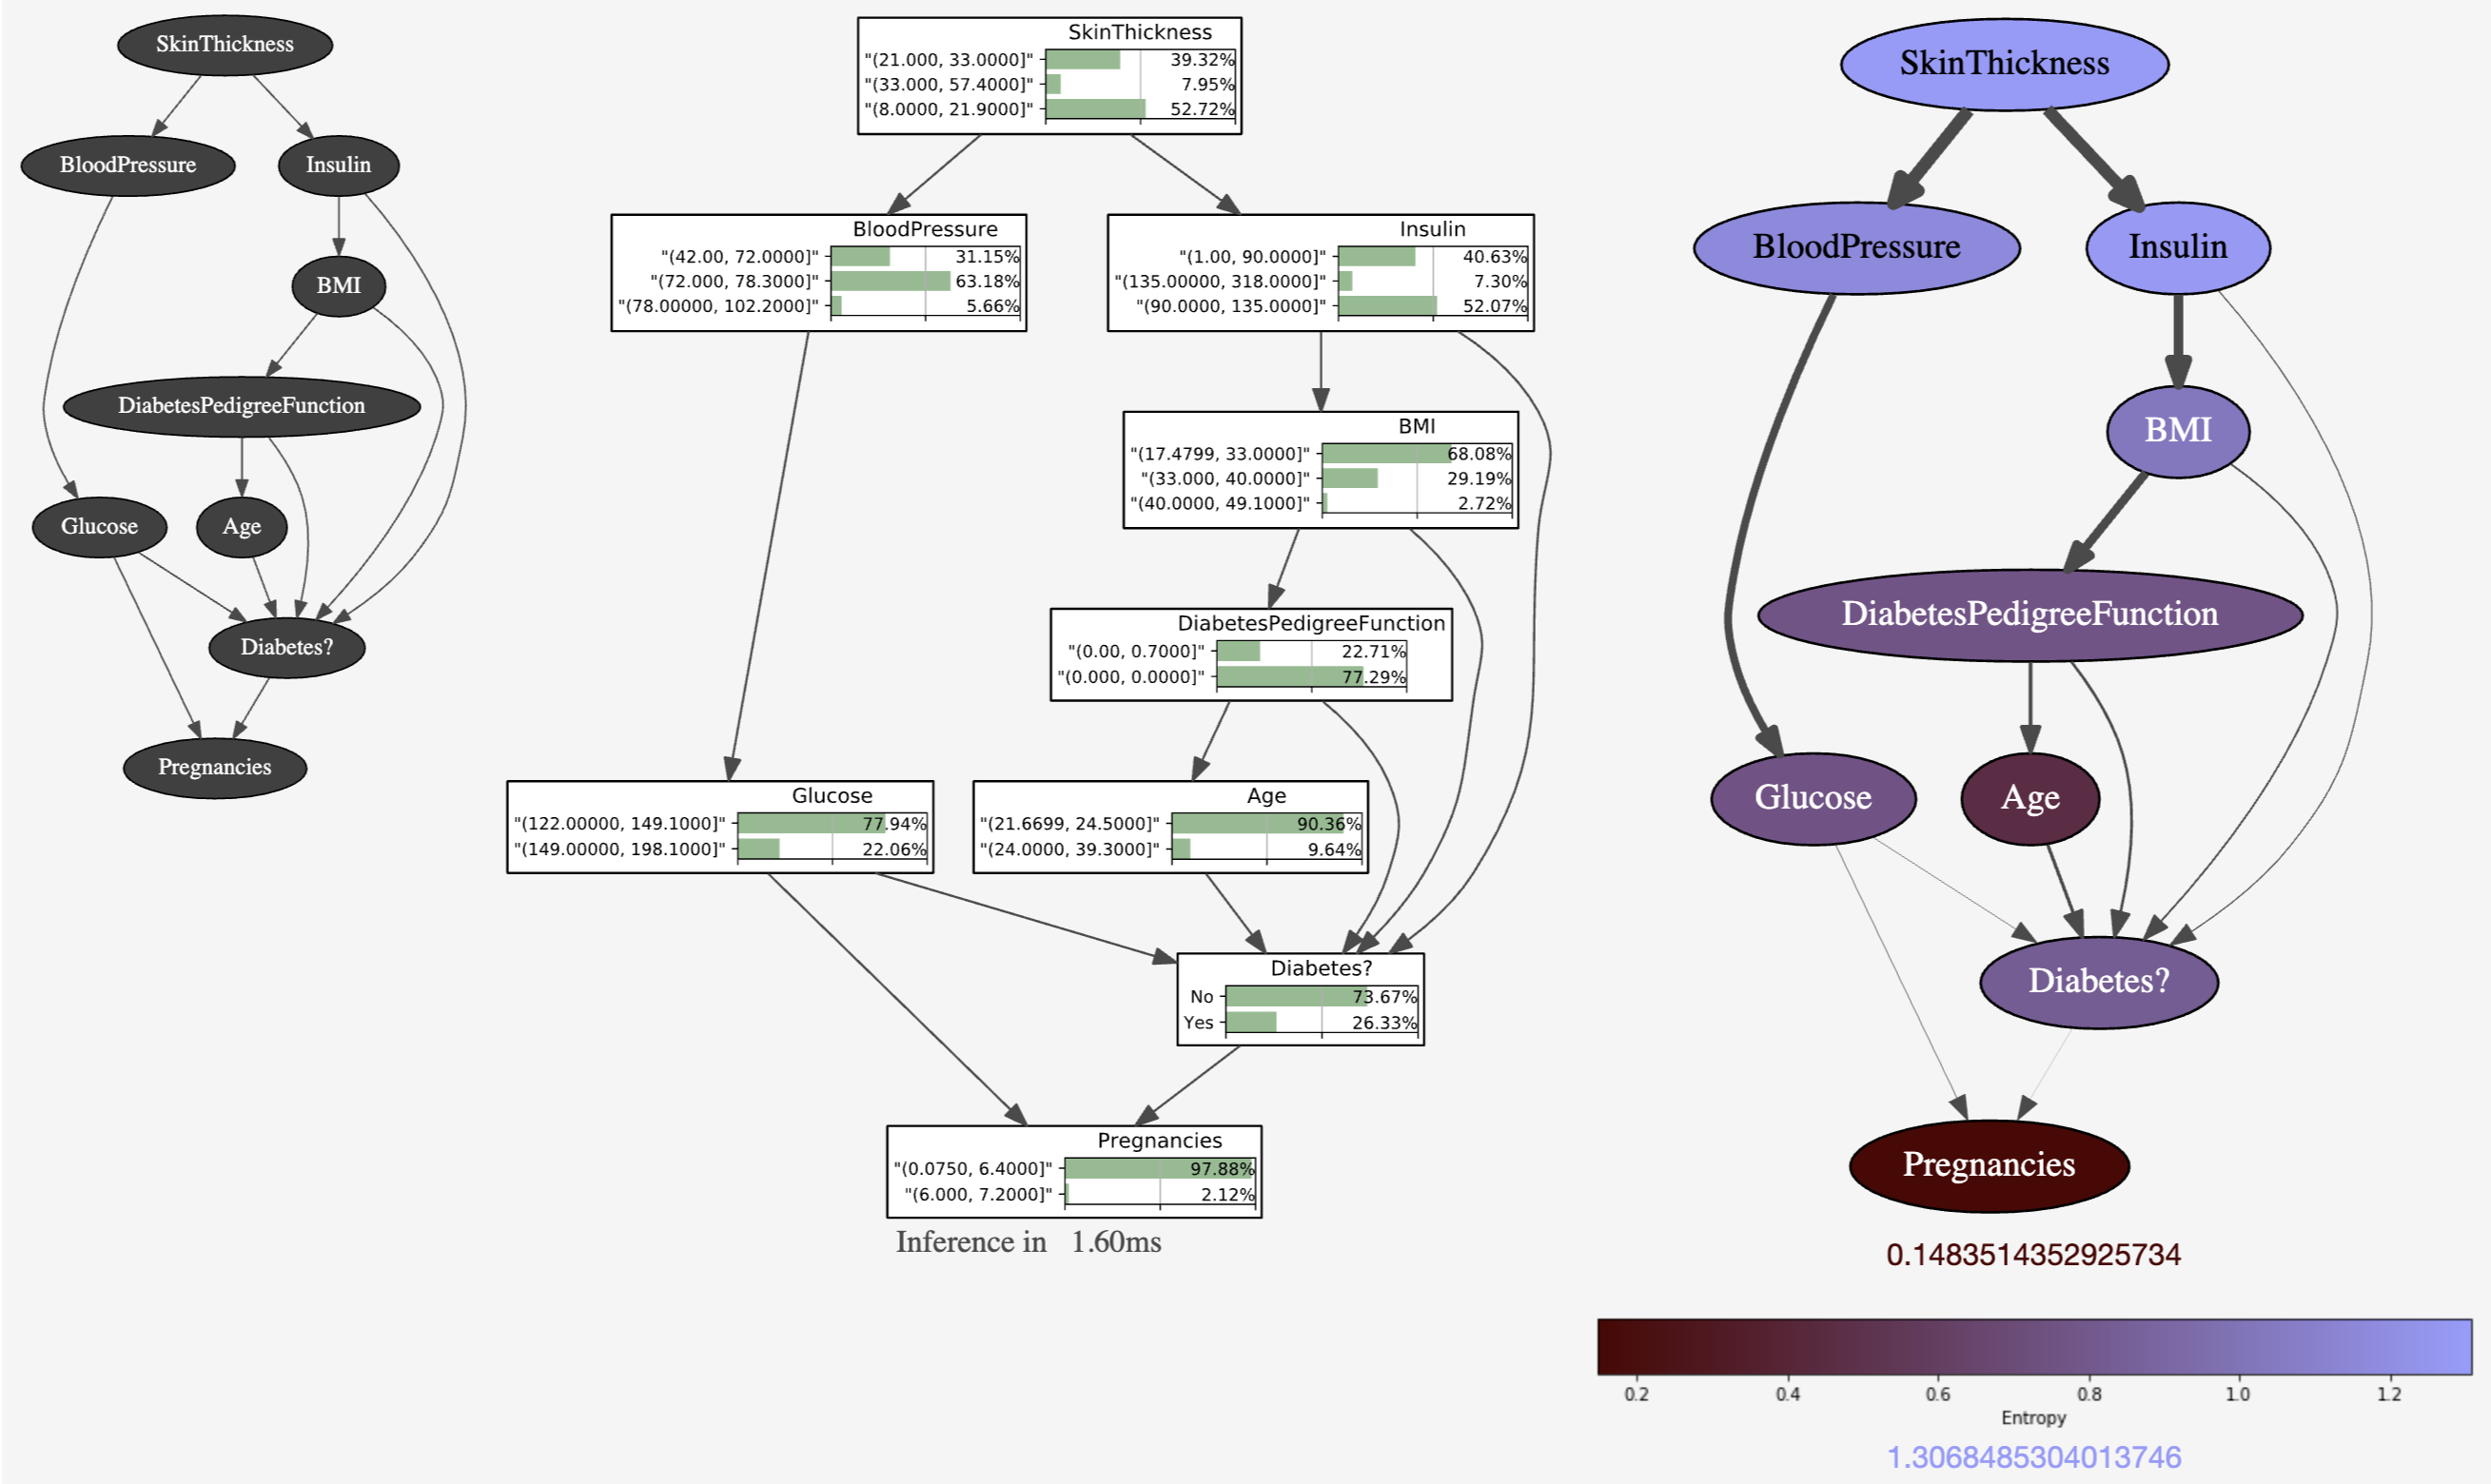 SkinThickness
BloodPressure
Insulin
BMI
DiabetesPedigreeFunction
Glucose
Age
Diabetes?
Pregnancies
SkinThickness
"(21.000, 33.0000]" 39.32%
"(33.000, 57.4000]" 7.95%
"(8.0000, 21.9000]" 52.72%
BloodPressure
"(42.00, 72.0000]" 31.15%
"(72.000, 78.3000]" 63.18%
"(78.00000, 102.2000]" 5.66%
Insulin
"(1.00, 90.0000]" 40.63%
"(135.00000, 318.0000]" 7.30%
"(90.0000, 135.0000]" 52.07%
BMI
"(17.4799, 33.0000]" 68.08%
"(33.000, 40.0000]" 29.19%
"(40.0000, 49.1000]" 2.72%
DiabetesPedigreeFunction
"(0.00, 0.7000]" 22.71%
"(0.000, 0.0000]" 77.29%
Glucose
"(122.00000, 149.1000]" 77.94%
"(149.00000, 198.1000]" 22.06%
Age
"(21.6699, 24.5000]" 90.36%
"(24.0000, 39.3000]" 9.64%
Diabetes?
No 73.67%
Yes 26.33%
Pregnancies
"(0.0750, 6.4000]" 97.88%
"(6.000, 7.2000]" 2.12%
Inference in 1.60ms
SkinThickness
BloodPressure
Insulin
BMI
DiabetesPedigreeFunction
Glucose
Age
Diabetes?
Pregnancies
0.1483514352925734
0.2 0.4 0.6 0.8 1.0 1.2
Entropy
1.3068485304013746